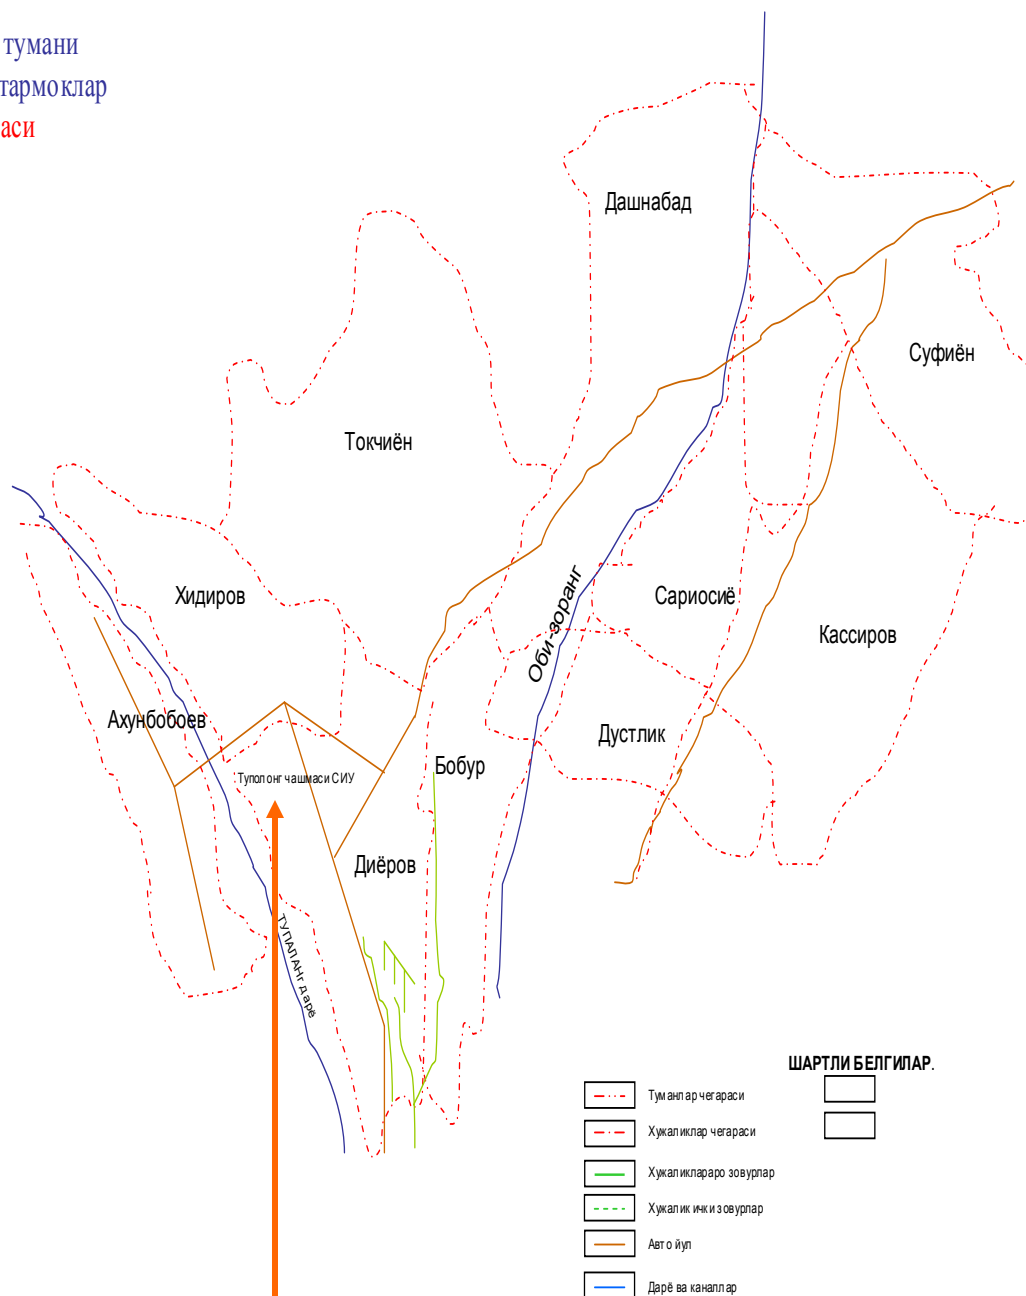 тумани
тармоклар
аси
Дашнабад
Суфиён
Токчиён
Хидиров
Оби-зоранг
Сариосиё
Кассиров
Ахунбобоев
Дустлик
Бобур
Туполонг чашмаси СИУ
Диёров
ТУПАЛАНг дарё
ШАРТЛИ БЕЛГИЛАР.
Туманлар чегараси
Хужаликлар чегараси
Хужаликлараро зовурлар
Хужалик ички зовурлар
Авто йул
Дарё ва каналлар